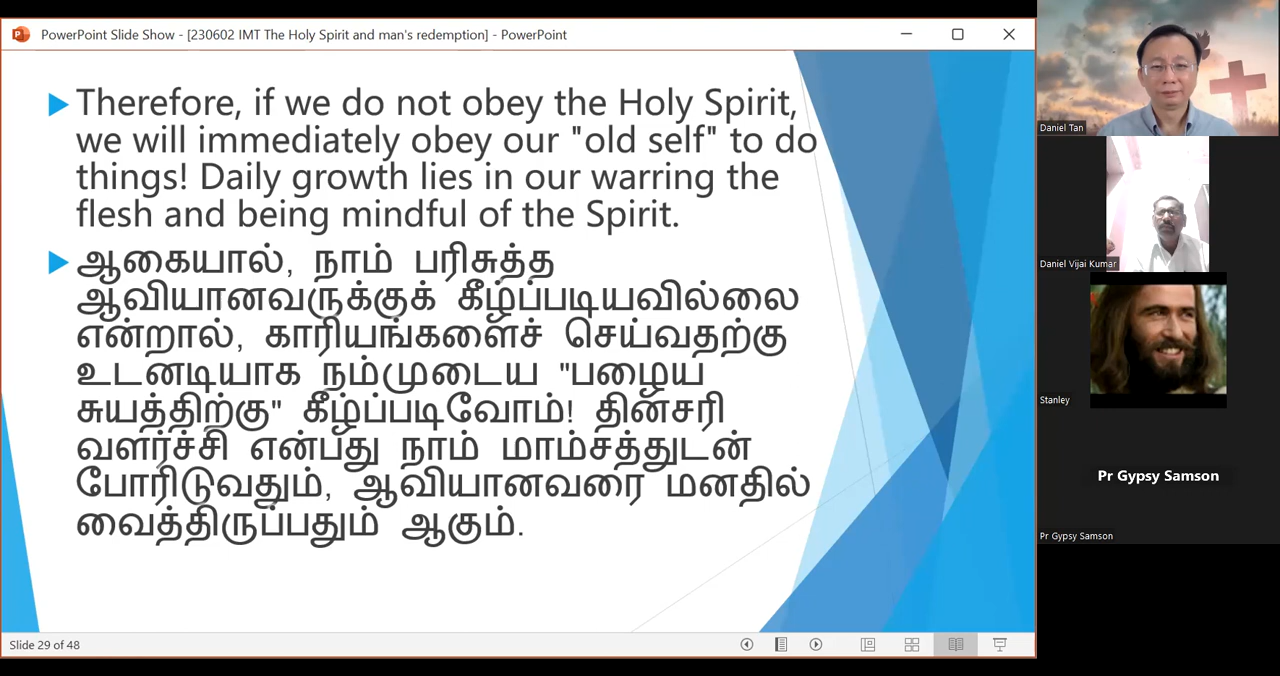 PowerPoint Slide Show - [230602 IMT The Holy Spirit and man's redemption] - PowerPoint
Therefore, if we do not obey the Holy Spirit,
we will immediately obey our "old self" to do
things! Daily growth lies in our warring the
flesh and being mindful of the Spirit.
ஆகையால், நாம் பரிசுத்த
ஆவியானவருக்குக் கீழ்ப்படியவில்லை
என்றால், காரியங்களைச் செய்வதற்கு
உடனடியாக நம்முடைய "பழைய
சுயத்திற்கு" கீழ்ப்படிவோம்! தினசரி
வளர்ச்சி என்பது நாம் மாம்சத்துடன்
போரிடுவதும், ஆவியானவரை மனதில்
வைத்திருப்பதும் ஆகும்.
Slide 29 of 48
Daniel Tan
Daniel Vijai Kumar
Stanley
Pr Gypsy Samson
Pr Gypsy Samson